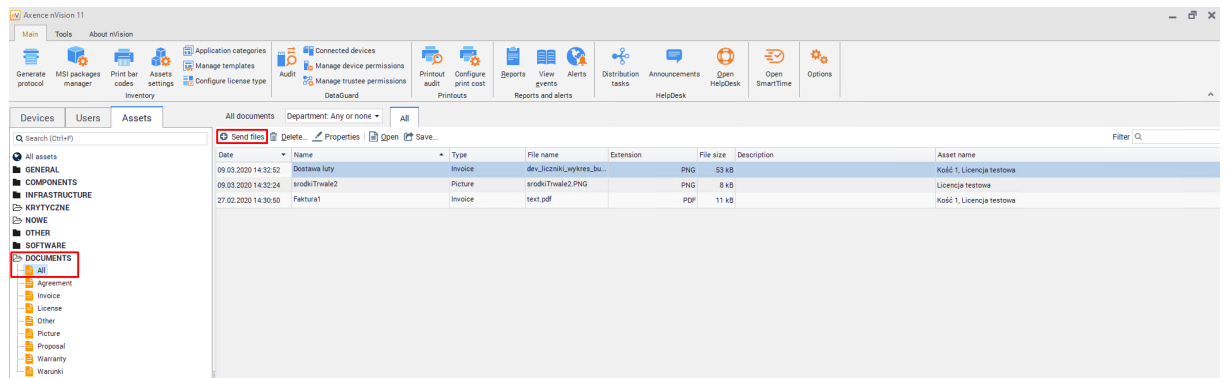 nV Axence nVision 11
Main Tools About nVision
Generate protocol
MSI packages manager
Print bar codes
Assets settings
Application categories
Manage templates
Configure license type
Inventory
Audit
Connected devices
Manage device permissions
Manage trustee permissions
DataGuard
Printout audit
Configure print cost
Printouts
Reports
View events
Alerts
Reports and alerts
Distribution tasks
Announcements
Open HelpDesk
HelpDesk
Open SmartTime
Options
Devices Users Assets
All documents Department: Any or none All
Search (Ctrl+F)
Send files Delete... Properties Open Save...
Filter
All assets
GENERAL
COMPONENTS
INFRASTRUCTURE
KRYTYCZNE
NOWE
OTHER
SOFTWARE
DOCUMENTS
All
Agreement
Invoice
License
Other
Picture
Proposal
Warranty
Warunki
Date Name Type File name Extension File size Description Asset name
09.03.2020 14:32:52 Dostawa luty Invoice dev_liczniki_wykres_bu... PNG 53 kB Kość 1, Licencja testowa
09.03.2020 14:32:24 srodkiTrwale2 Picture srodkiTrwale2.PNG PNG 8 kB Licencja testowa
27.02.2020 14:30:50 Faktura1 Invoice text.pdf PDF 11 kB Kość 1, Licencja testowa